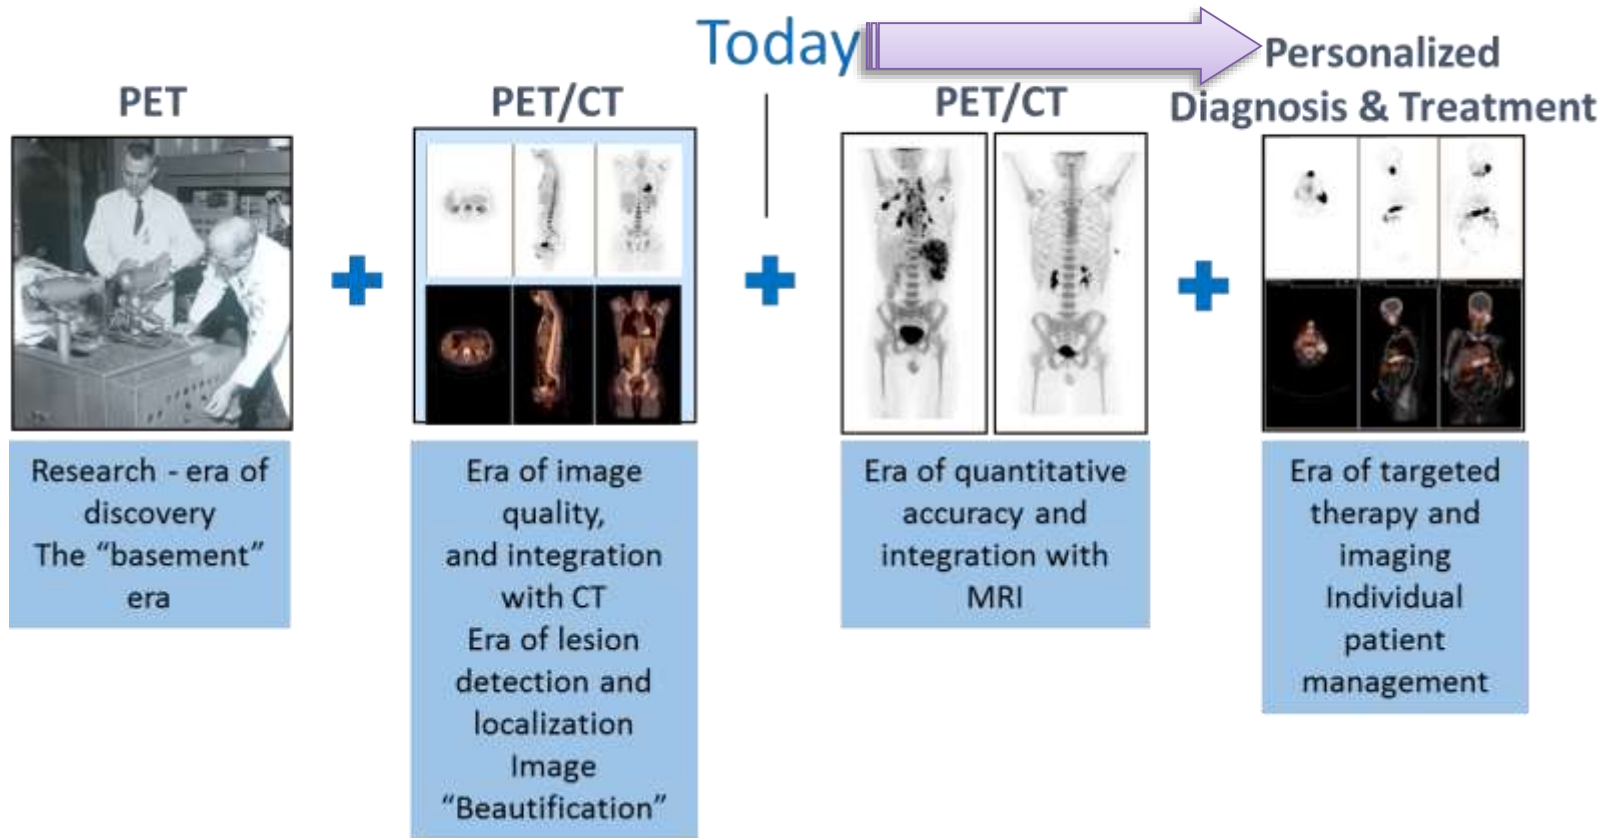 Today
PET
PET/CT
PET/CT
Personalized
Diagnosis & Treatment
Research - era of
discovery
The “basement”
era
Era of image
quality,
and integration
with CT
Era of lesion
detection and
localization
Image
“Beautification”
Era of quantitative
accuracy and
integration with
MRI
Era of targeted
therapy and
imaging
Individual
patient
management